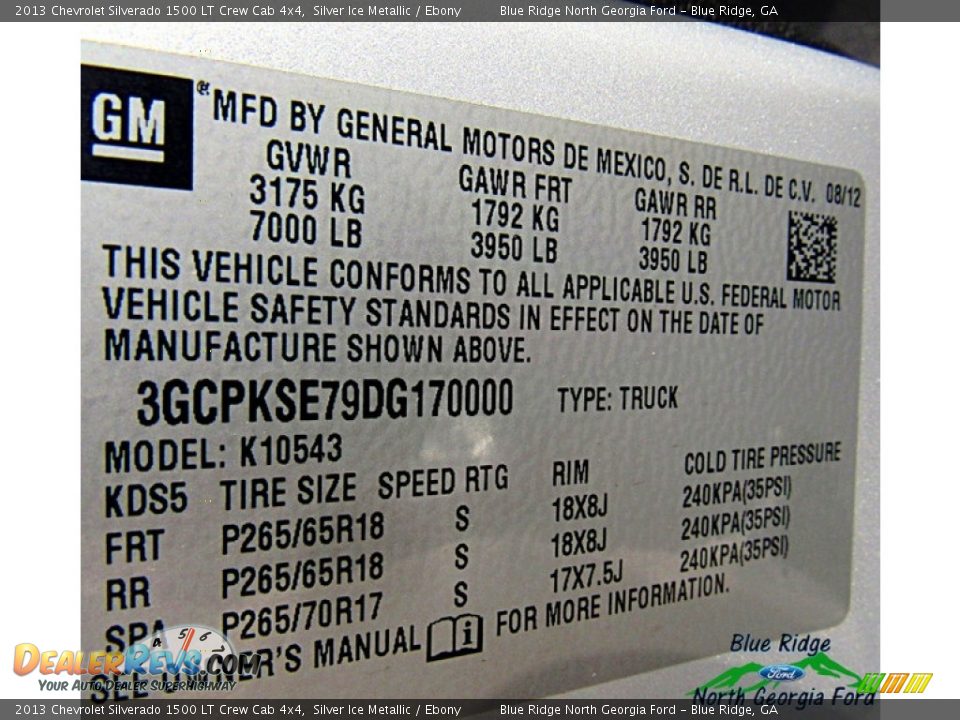 2013 Chevrolet Silverado 1500 LT Crew Cab 4x4, Silver Ice Metallic / Ebony Blue Ridge North Georgia Ford - Blue Ridge, GA
GM
MFD BY GENERAL MOTORS DE MEXICO, S. DE R.L. DE C.V. 08/12
GVWR GAWR FRT GAWR RR
3175 KG 1792 KG 1792 KG
7000 LB 3950 LB 3950 LB
THIS VEHICLE CONFORMS TO ALL APPLICABLE U.S. FEDERAL MOTOR
VEHICLE SAFETY STANDARDS IN EFFECT ON THE DATE OF
MANUFACTURE SHOWN ABOVE.
3GCPKSE79DG170000 TYPE: TRUCK
MODEL: K10543
KDS5 TIRE SIZE SPEED RTG RIM COLD TIRE PRESSURE
FRT P265/65R18 S 18X8J 240KPA(35PSI)
RR P265/65R18 S 18X8J 240KPA(35PSI)
SPA P265/70R17 S 17X7.5J 240KPA(35PSI)
SEE OWNER'S MANUAL i FOR MORE INFORMATION.
DealerRevs.com
Your Auto Dealer SuperHighway
Blue Ridge
Ford
North Georgia Ford
2013 Chevrolet Silverado 1500 LT Crew Cab 4x4, Silver Ice Metallic / Ebony Blue Ridge North Georgia Ford - Blue Ridge, GA